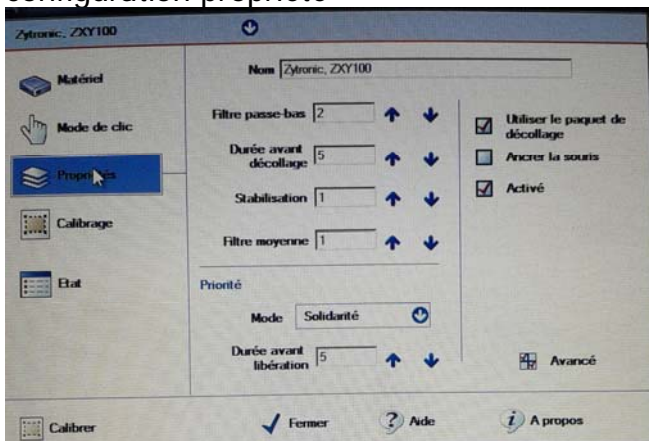 configuration propriété
Zytronic, ZXY100
Matériel
Mode de clic
Propriétés
Calibrage
Etat
Nom Zytronic, ZXY100
Filtre passe-bas 2
Durée avant
décollage 5
Stabilisation 1
Filtre moyenne 1
Utiliser le paquet de
décollage
Ancrer la souris
Activé
Priorité
Mode Solidarité
Durée avant
libération 5
Avancé
Calibrer
Fermer
Aide
A propos